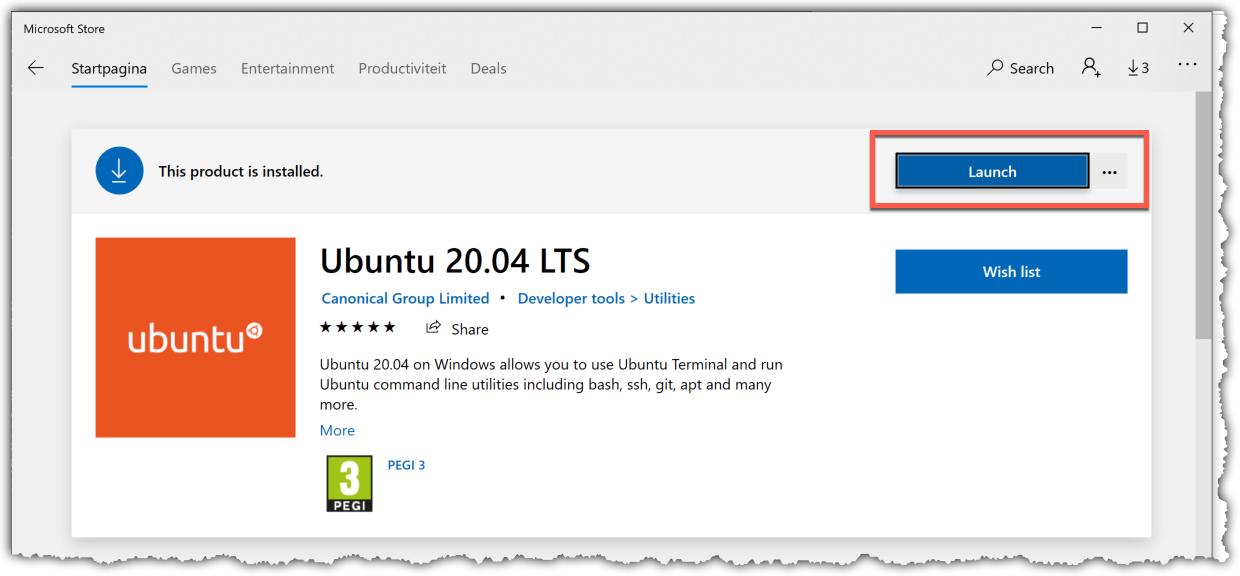 Microsoft Store
Startpagina Games Entertainment Productiviteit Deals Search 3
This product is installed. Launch
ubuntu
Ubuntu 20.04 LTS
Wish list
Canonical Group Limited • Developer tools > Utilities
Share
Ubuntu 20.04 on Windows allows you to use Ubuntu Terminal and run
Ubuntu command line utilities including bash, ssh, git, apt and many
more.
More
3
PEGI
PEGI 3